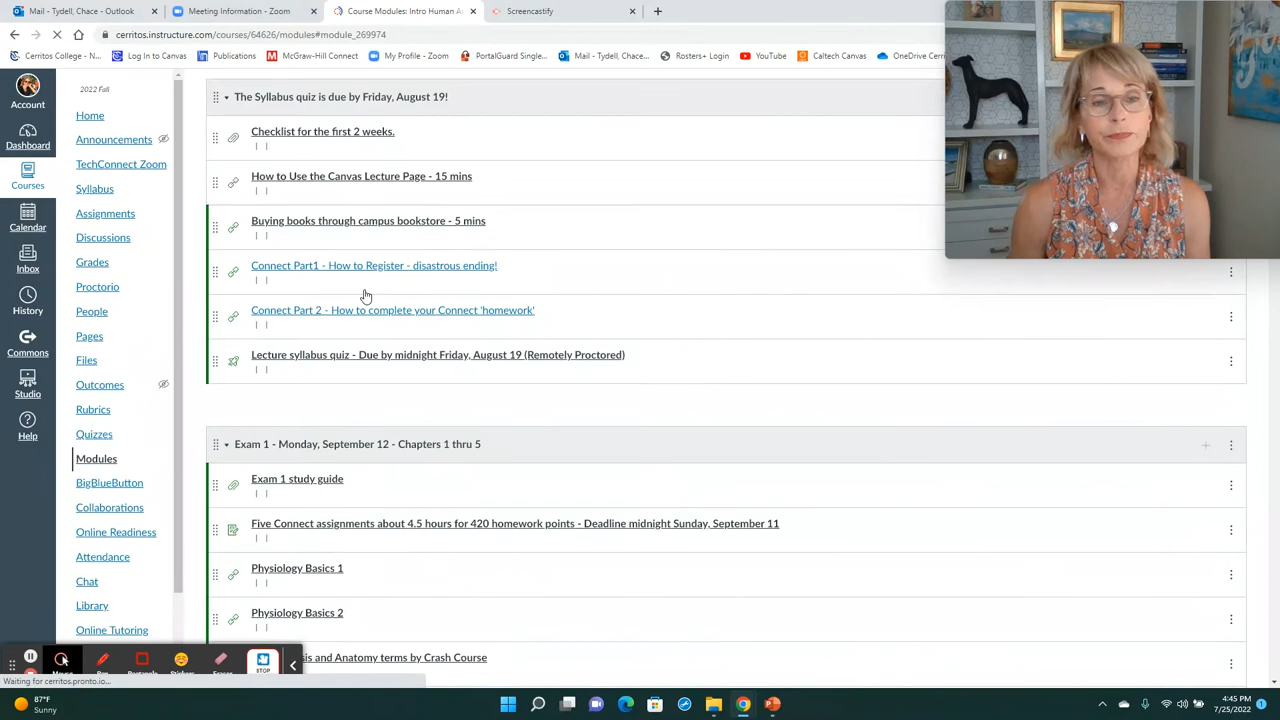 Mail - Tydell, Chace - Outlook
Meeting Information - Zoom
Course Modules: Intro Human A
Screencastify
cerritos.instructure.com/courses/64626/modules#module_269974
Cerritos College - N...
Log In to Canvas
Publications
McGraw-Hill Connect
My Profile - Zoom
PortalGuard Single...
Mail - Tydell, Chace...
Rosters+ Login
YouTube
Caltech Canvas
OneDrive Cerri
Account
Dashboard
Courses
Calendar
Inbox
History
Commons
Studio
Help
2022 Fall
Home
Announcements
TechConnect Zoom
Syllabus
Assignments
Discussions
Grades
Proctorio
People
Pages
Files
Outcomes
Rubrics
Quizzes
Modules
BigBlueButton
Collaborations
Online Readiness
Attendance
Chat
Library
Online Tutoring
The Syllabus quiz is due by Friday, August 19!
Checklist for the first 2 weeks.
How to Use the Canvas Lecture Page - 15 mins
Buying books through campus bookstore - 5 mins
Connect Part1 - How to Register - disastrous ending!
Connect Part 2 - How to complete your Connect 'homework'
Lecture syllabus quiz - Due by midnight Friday, August 19 (Remotely Proctored)
Exam 1 - Monday, September 12 - Chapters 1 thru 5
Exam 1 study guide
Five Connect assignments about 4.5 hours for 420 homework points - Deadline midnight Sunday, September 11
Physiology Basics 1
Physiology Basics 2
sis and Anatomy terms by Crash Course
STOP
Waiting for cerritos.pronto.io...
87°F
Sunny
4:45 PM
7/25/2022